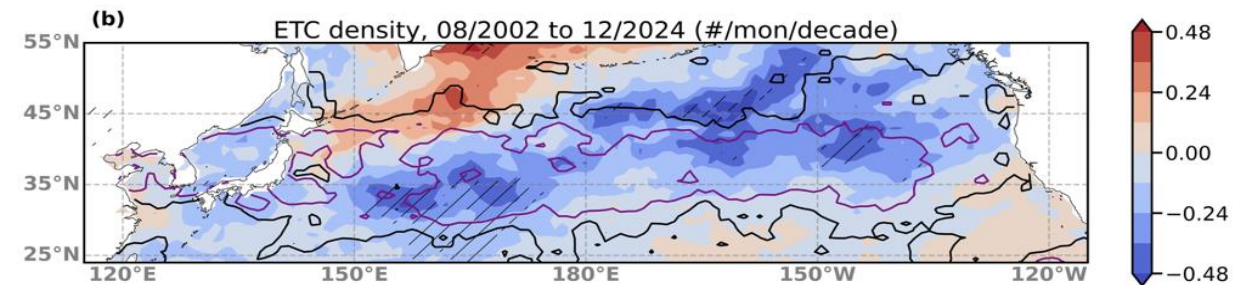 (b)
ETC density, 08/2002 to 12/2024 (#/mon/decade)
55°N
45°N
35°N
25°N
120°E 150°E 180°E 150°W 120°W
0.48
0.24
0.00
−0.24
−0.48